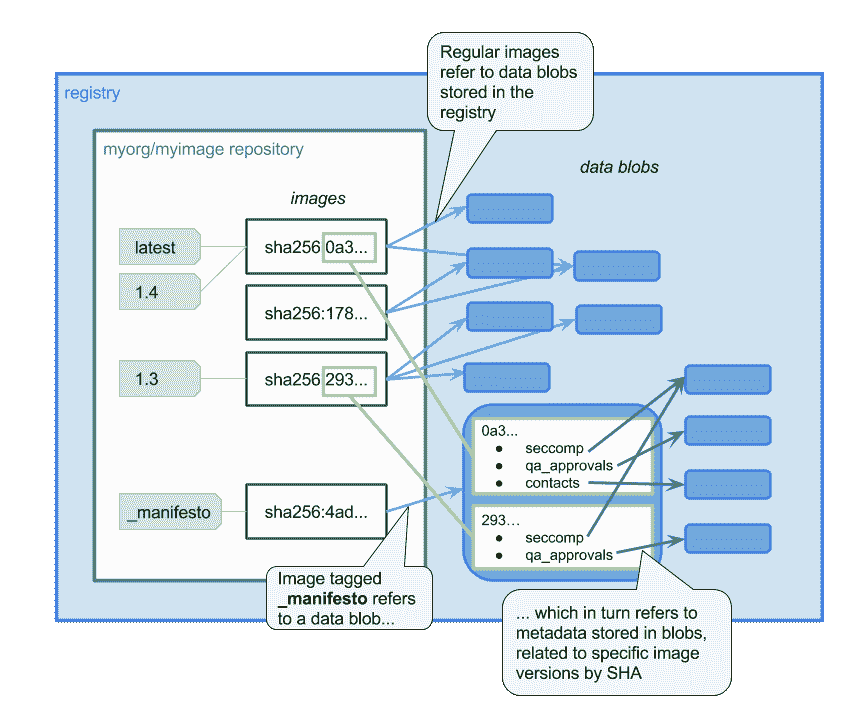 Regular images
refer to data blobs
stored in the
registry
registry
myorg/myimage repository
data blobs
images
latest
sha256:0a3...
1.4
sha256:178...
1.3
sha256:293...
0a3...
● seccomp
● qa_approvals
● contacts
_manifesto
sha256:4ad...
293...
● seccomp
● qa_approvals
Image tagged
_manifesto refers
to a data blob...
... which in turn refers to
metadata stored in blobs,
related to specific image
versions by SHA